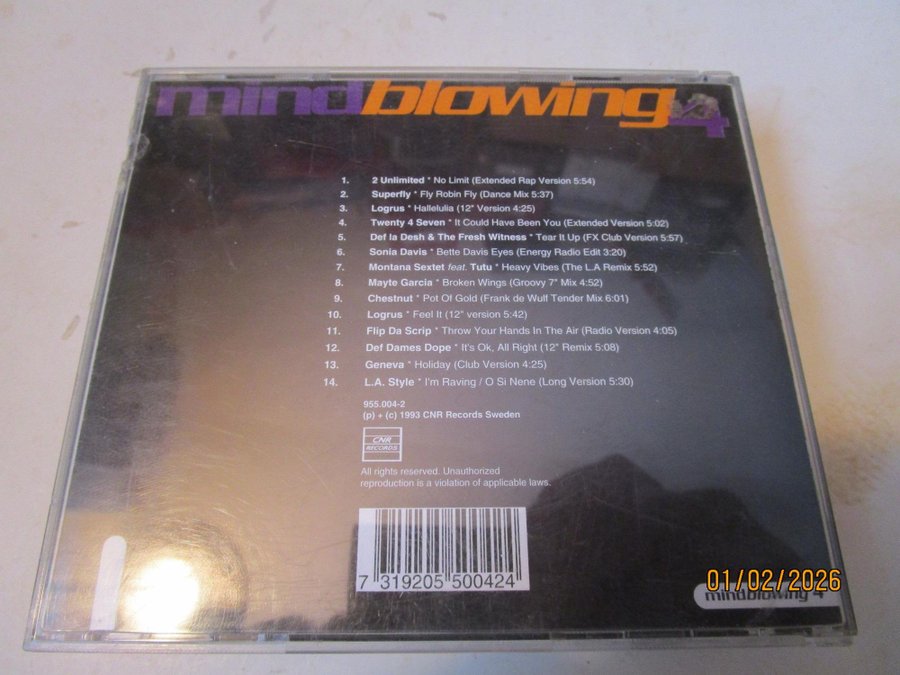 mindblowing 4
1. 2 Unlimited * No Limit (Extended Rap Version 5:54)
2. Superfly * Fly Robin Fly (Dance Mix 5:37)
3. Logrus * Hallelulia (12" Version 4:25)
4. Twenty 4 Seven * It Could Have Been You (Extended Version 5:02)
5. Def la Desh & The Fresh Witness * Tear It Up (FX Club Version 5:57)
6. Sonia Davis * Bette Davis Eyes (Energy Radio Edit 3:20)
7. Montana Sextet feat. Tutu * Heavy Vibes (The L.A Remix 5:52)
8. Mayte Garcia * Broken Wings (Groovy 7" Mix 4:52)
9. Chestnut * Pot Of Gold (Frank de Wulf Tender Mix 6:01)
10. Logrus * Feel It (12" version 5:42)
11. Flip Da Scrip * Throw Your Hands In The Air (Radio Version 4:05)
12. Def Dames Dope * It's Ok, All Right (12" Remix 5:08)
13. Geneva * Holiday (Club Version 4:25)
14. L.A. Style * I'm Raving / O Si Nene (Long Version 5:30)
955.004-2
(p) + (c) 1993 CNR Records Sweden
CNR
RECORDS
All rights reserved. Unauthorized
reproduction is a violation of applicable laws.
7 319205 500424
01/02/2026
mindblowing 4